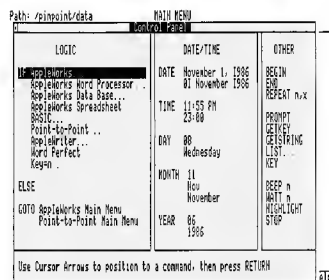 Path: /pinpoint/data MAIN MENU
Control Panel
LOGIC DATE/TIME OTHER
IF AppleWorks DATE November 1, 1986 BEGIN
AppleWorks Word Processor . 01 November 1986 END
AppleWorks Data Base... REPEAT n,x
AppleWorks Spreadsheet TIME 11:55 PM
BASIC... 23:00 PROMPT
Point-to-Point .. GETKEY
AppleWriter... DAY 08 GETSTRING
Word Perfect Wednesday LIST. .
Key=n . KEY
MONTH 11
ELSE Nov BEEP n
November WAIT n
GOTO AppleWorks Main Menu HIGHLIGHT
Point-to-Point Main Menu YEAR 86 STOP
1986
Use Cursor Arrows to position to a command, then press RETURN